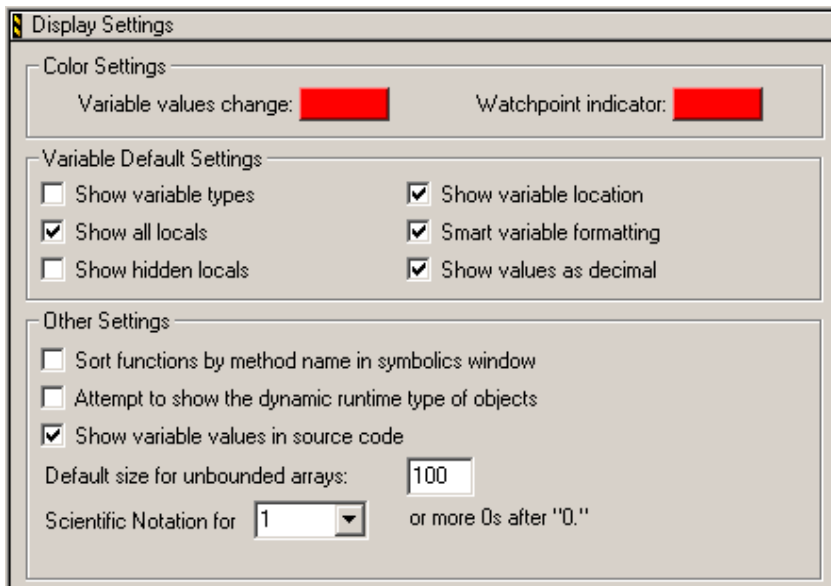 Display Settings
Color Settings
Variable values change:
Watchpoint indicator:
Variable Default Settings
Show variable types
Show variable location
Show all locals
Smart variable formatting
Show hidden locals
Show values as decimal
Other Settings
Sort functions by method name in symbolics window
Attempt to show the dynamic runtime type of objects
Show variable values in source code
Default size for unbounded arrays: 100
Scientific Notation for 1 or more 0s after "0."